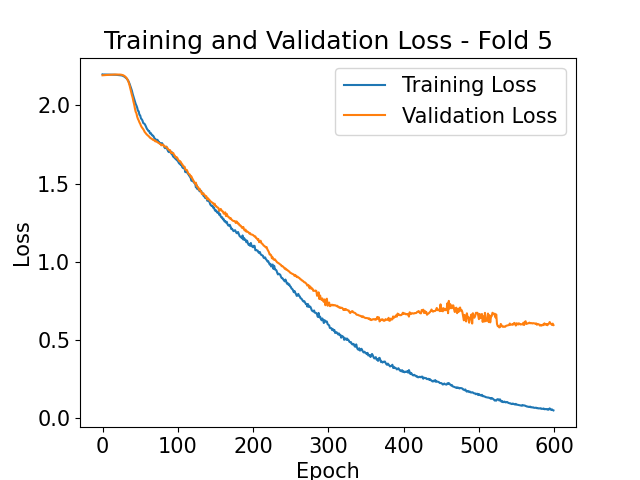 Training and Validation Loss - Fold 5
Training Loss
Validation Loss
Loss
2.0
1.5
1.0
0.5
0.0
0 100 200 300 400 500 600
Epoch